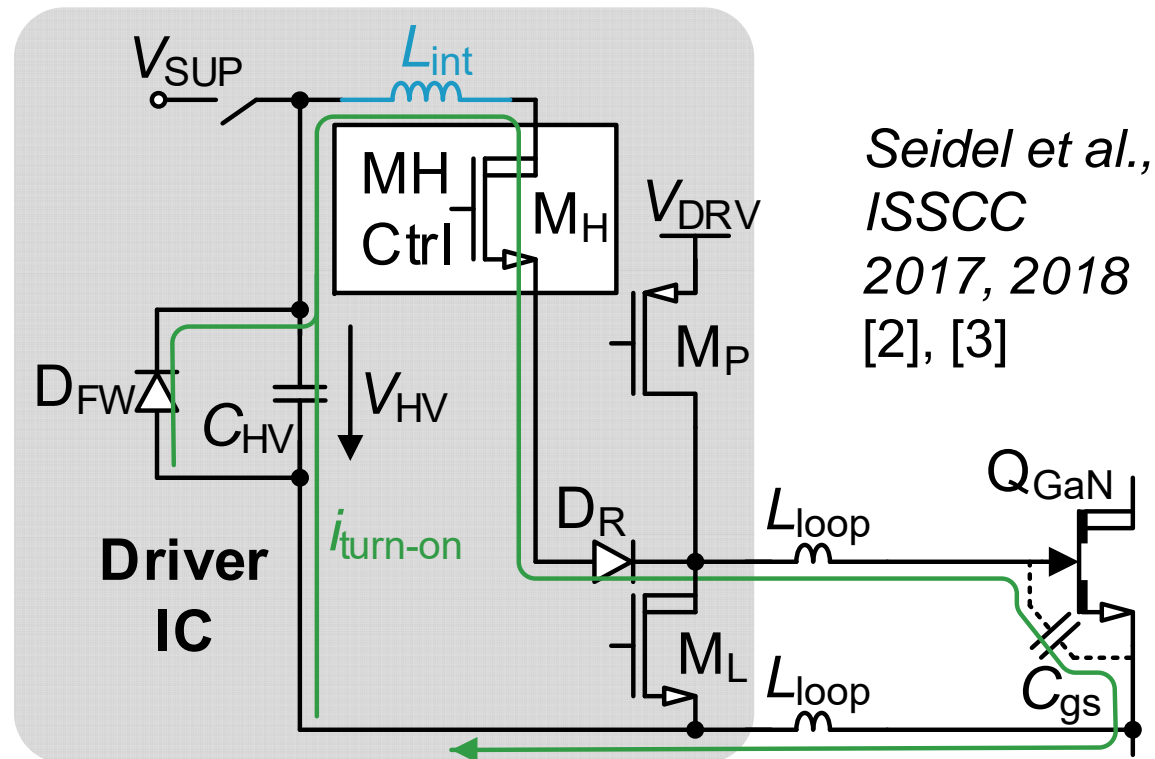 V_SUP
L_int
MH
Ctrl
M_H
V_DRV
Seidel et al.,
ISSCC
2017, 2018
[2], [3]
M_P
D_FW
C_HV
V_HV
D_R
L_loop
Q_GaN
i_turn-on
Driver
IC
M_L
L_loop
C_gs